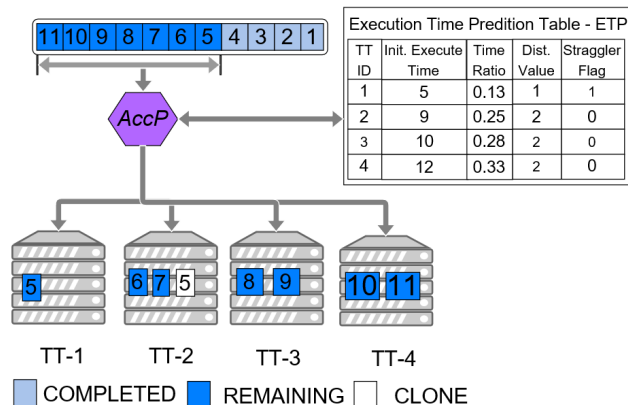 11 10 9 8 7 6 5 4 3 2 1
Execution Time Predition Table - ETP
TT ID Init. Execute Time Time Ratio Dist. Value Straggler Flag
1 5 0.13 1 1
2 9 0.25 2 0
3 10 0.28 2 0
4 12 0.33 2 0
AccP
5 6 7 5 8 9 10 11
TT-1 TT-2 TT-3 TT-4
COMPLETED REMAINING CLONE